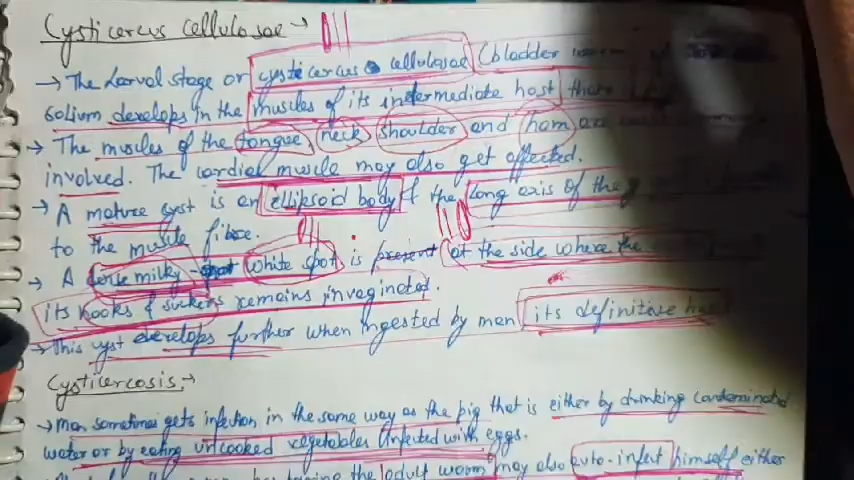 Cysticercus cellulosae →
→ The larval stage or cysticercus cellulosae (bladder
solium develops in the muscles of its intermediate host there
→ The muscles of the tongue, neck, shoulder and ham are
involved. The cardial muscle may also get affected.
→ A mature cyst is an ellipsoid body & the long axis of the
to the muscle fibre.
→ A dense milky - white spot is present at the side where the
its hooks & suckers remains invaginated.
→ This cyst develops further when ingested by man its definitive
Cysticercosis :→
→ Man sometimes gets infection in the same way as the pig that is either by drinking contaminated
water or by eating uncooked vegetables infected with eggs.
the adult worm may also auto-infect himself either